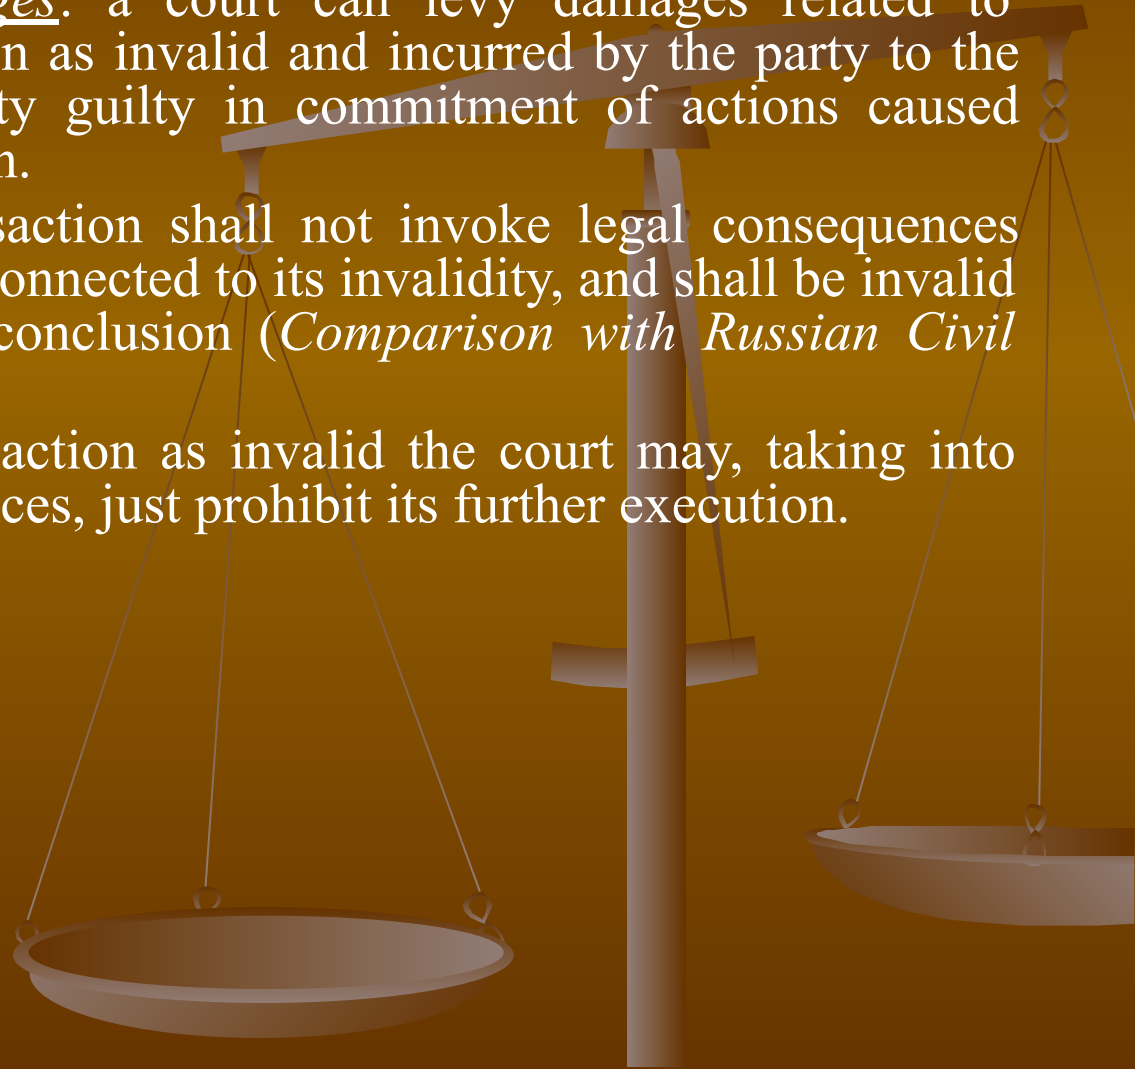 ges: a court can levy damages related to
n as invalid and incurred by the party to the
ty guilty in commitment of actions caused
n.
saction shall not invoke legal consequences
onnected to its invalidity, and shall be invalid
conclusion (Comparison with Russian Civil
action as invalid the court may, taking into
ces, just prohibit its further execution.